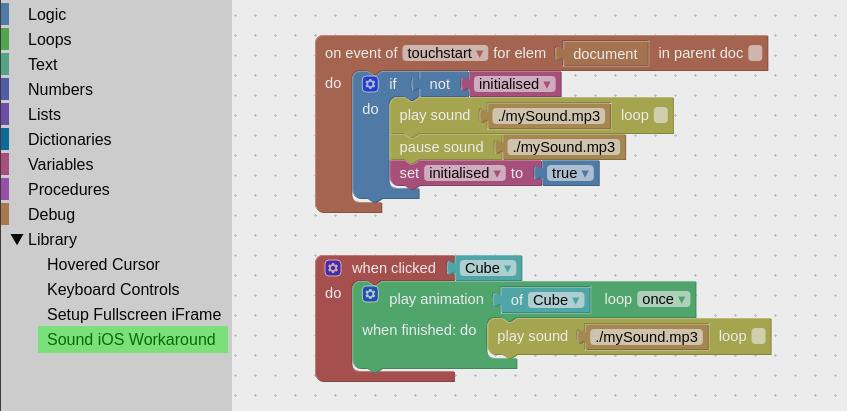 Logic
Loops
Text
Numbers
Lists
Dictionaries
Variables
Procedures
Debug
Library
Hovered Cursor
Keyboard Controls
Setup Fullscreen iFrame
Sound iOS Workaround
on event of touchstart for elem document in parent doc
do if not initialised
do play sound ./mySound.mp3 loop
pause sound ./mySound.mp3
set initialised to true
when clicked Cube
do play animation of Cube loop once
when finished: do play sound ./mySound.mp3 loop